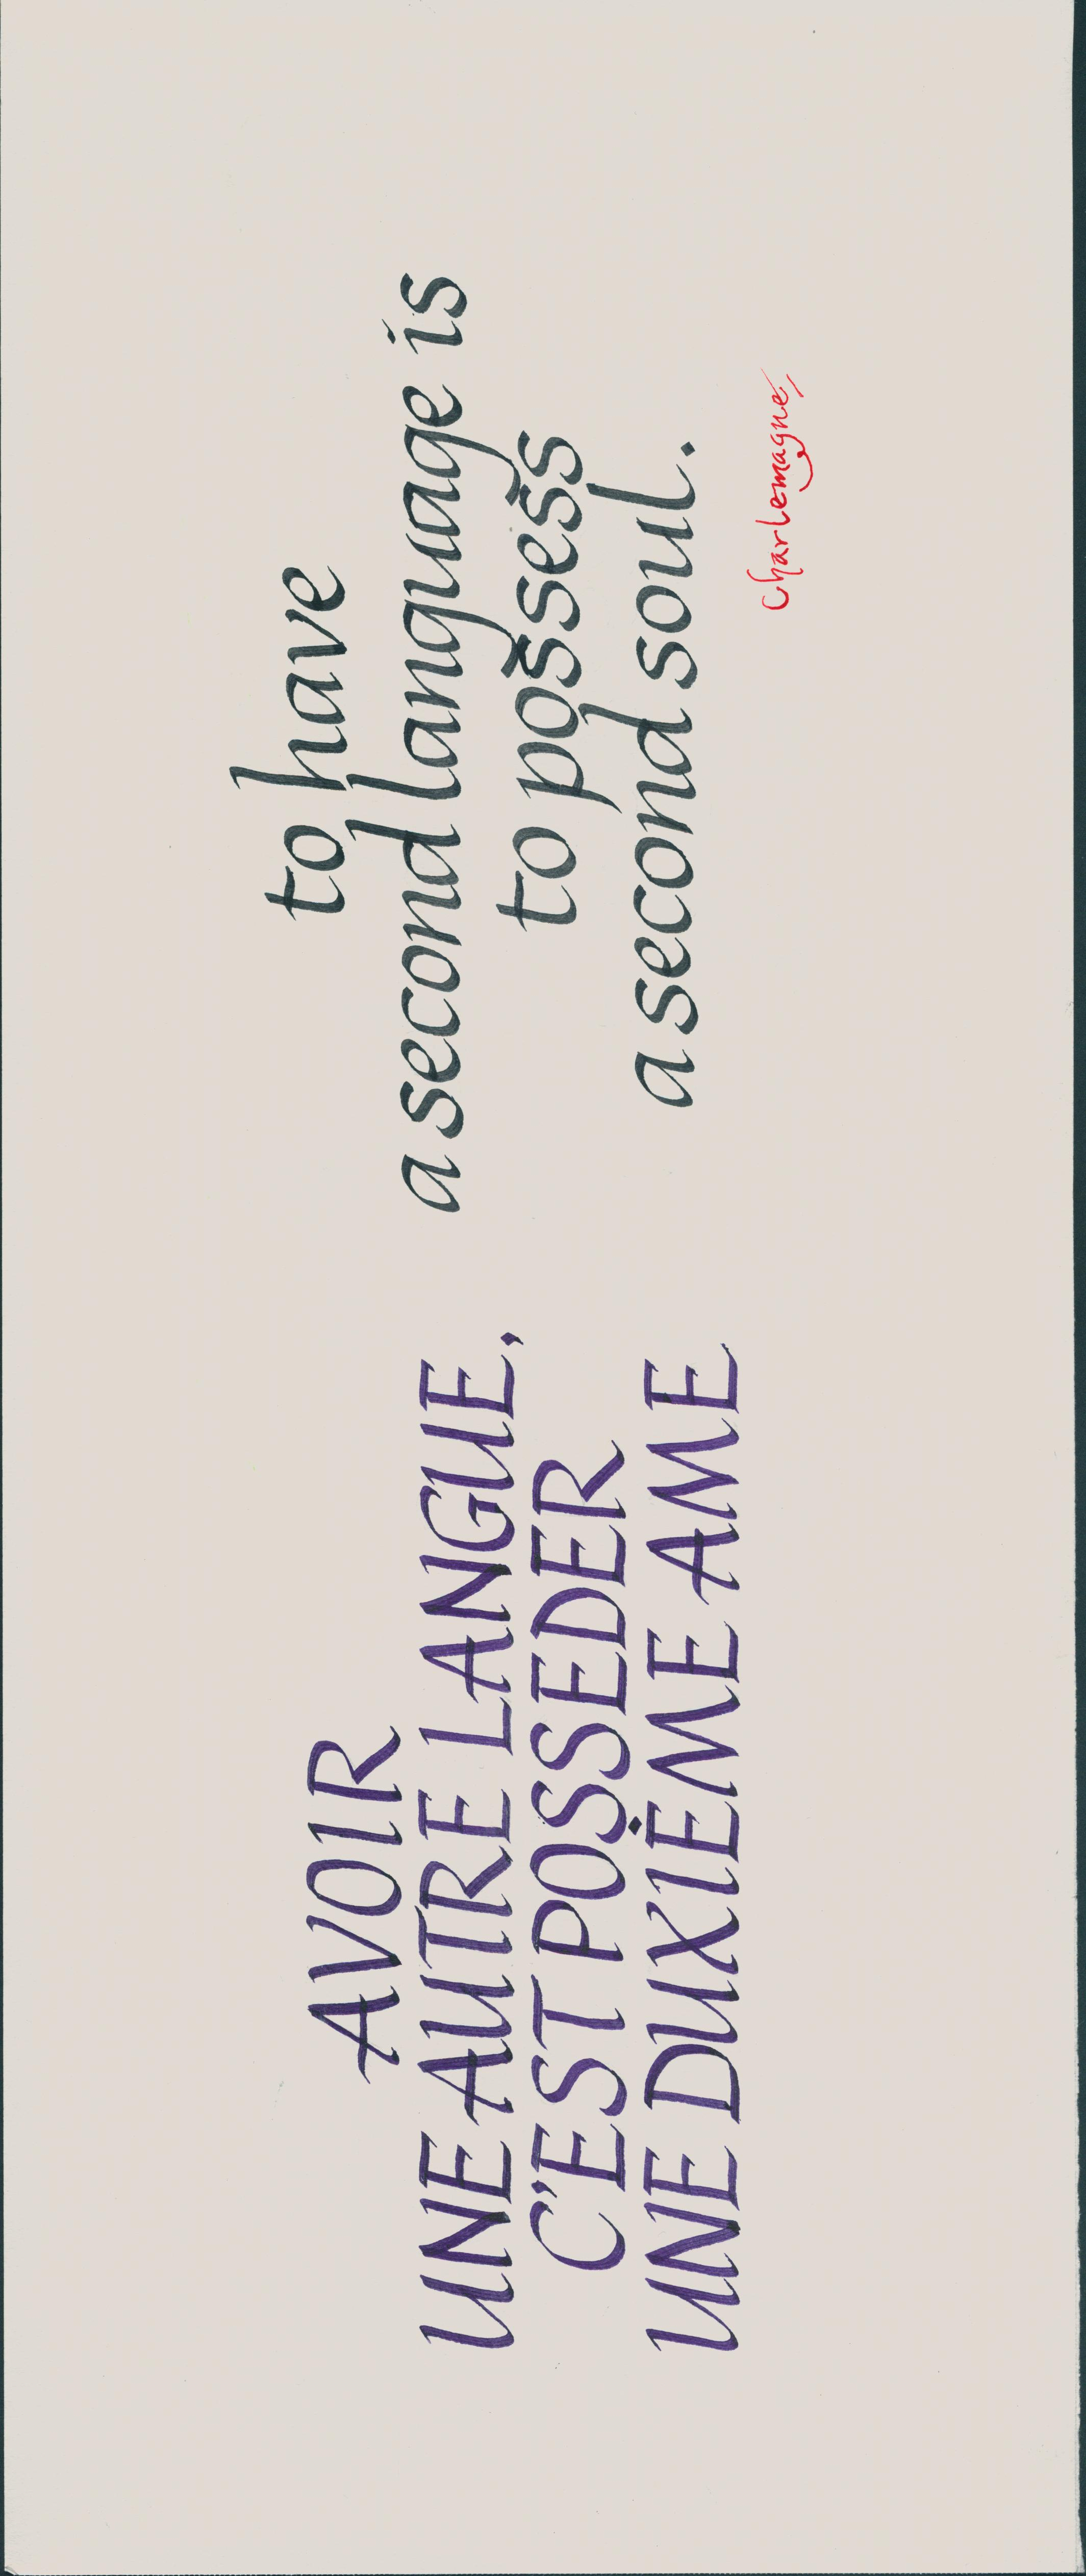 AVOIR
UNE AUTRE LANGUE,
C'EST POSSEDER
UNE DUXIÈME AME
to have
a second language is
to possess
a second soul.
Charlemagne